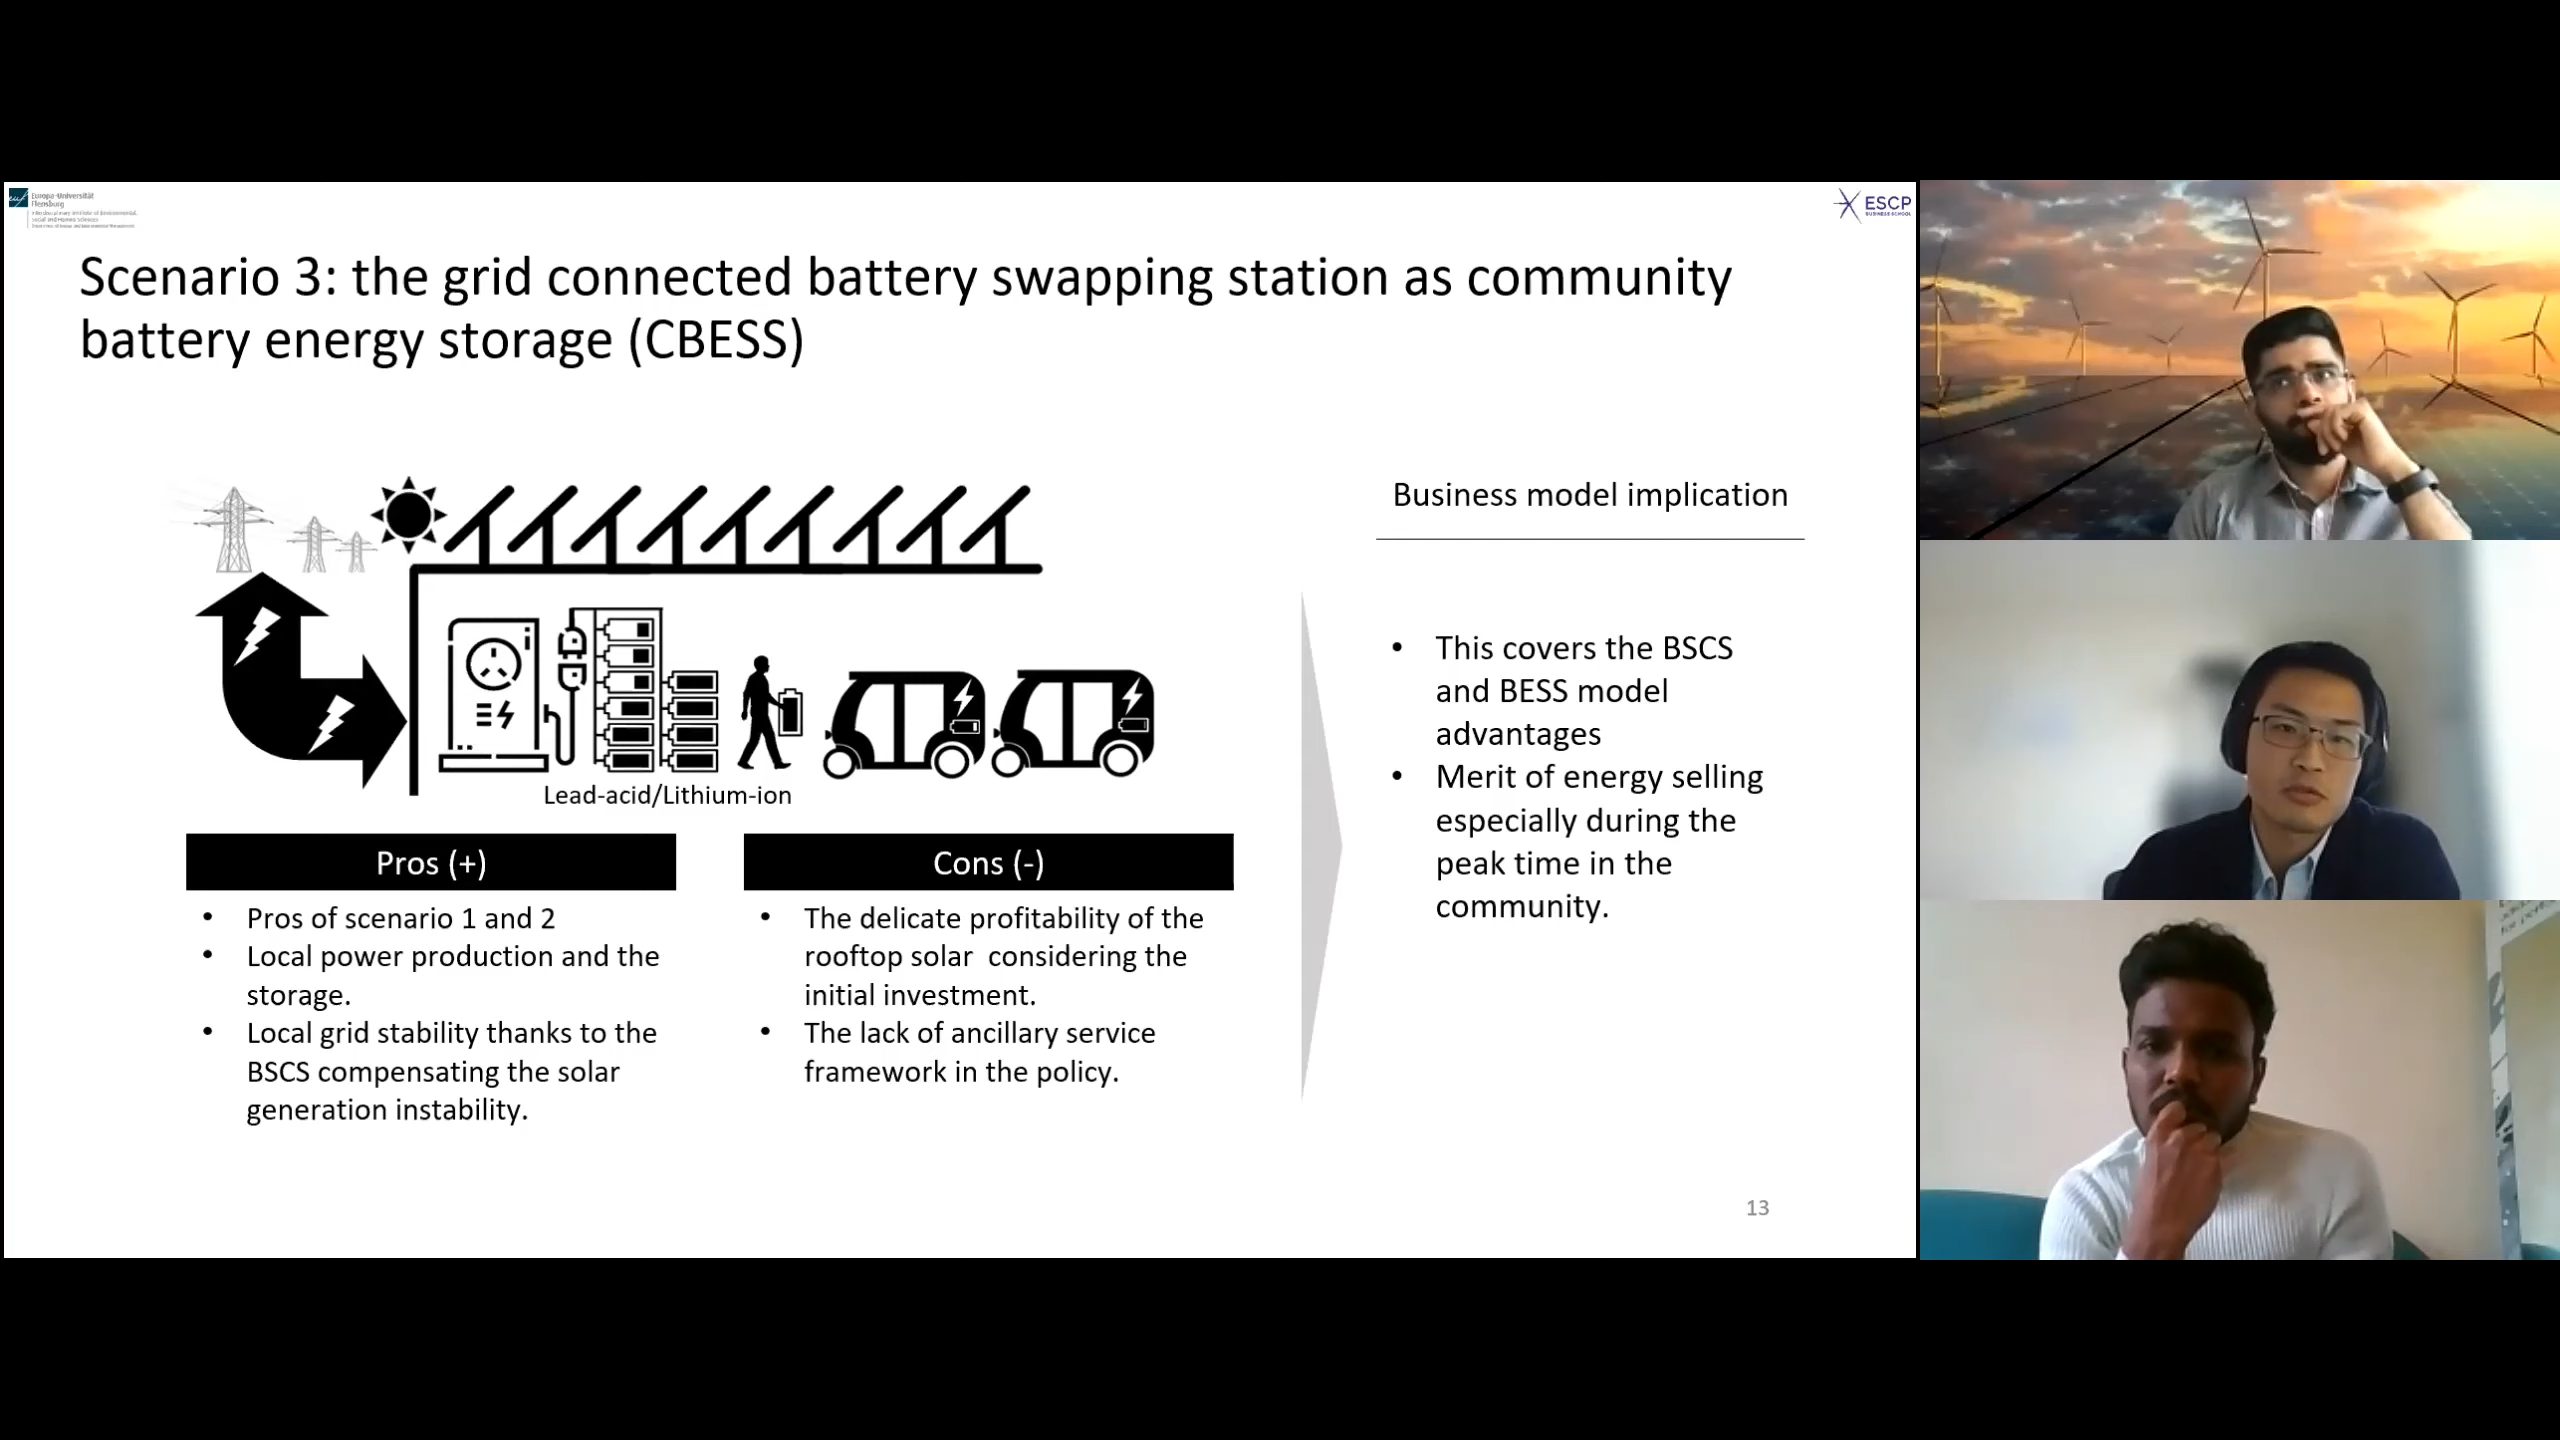 Europa-Universität
Flensburg
ESCP
BUSINESS SCHOOL
Scenario 3: the grid connected battery swapping station as community
battery energy storage (CBESS)
Lead-acid/Lithium-ion
Pros (+)
• Pros of scenario 1 and 2
• Local power production and the
storage.
• Local grid stability thanks to the
BSCS compensating the solar
generation instability.
Cons (-)
• The delicate profitability of the
rooftop solar  considering the
initial investment.
• The lack of ancillary service
framework in the policy.
Business model implication
• This covers the BSCS
and BESS model
advantages
• Merit of energy selling
especially during the
peak time in the
community.
13